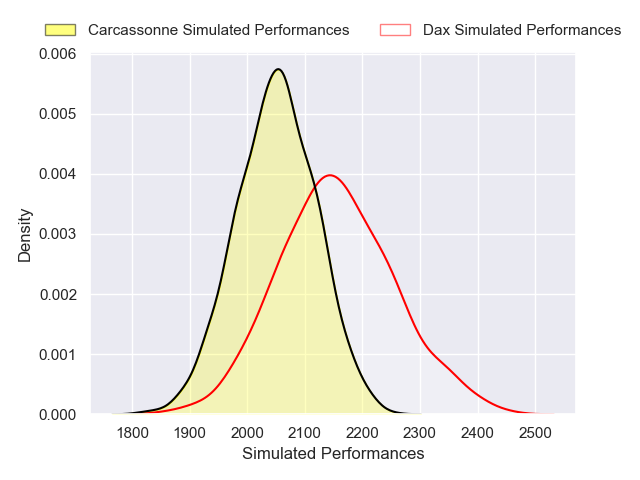 Carcassonne Simulated Performances Dax Simulated Performances
0.006
0.005
0.004
0.003
0.002
0.001
0.000
Density
1800 1900 2000 2100 2200 2300 2400 2500
Simulated Performances